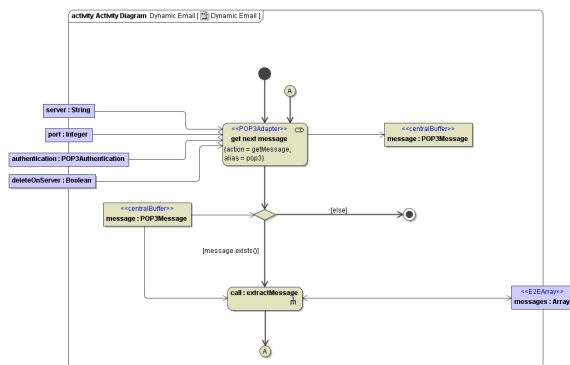 activity Activity Diagram Dynamic Email [ Dynamic Email ]
A
server : String
port : Integer
authentication : POP3Authentication
deleteOnServer : Boolean
<<POP3Adapter>>
get next message
(action = getMessage,
alias = pop3)
<<centralBuffer>>
message : POP3Message
<<centralBuffer>>
message : POP3Message
[else]
[message.exists()]
call : extractMessage
<<E2EArray>>
messages : Array
A